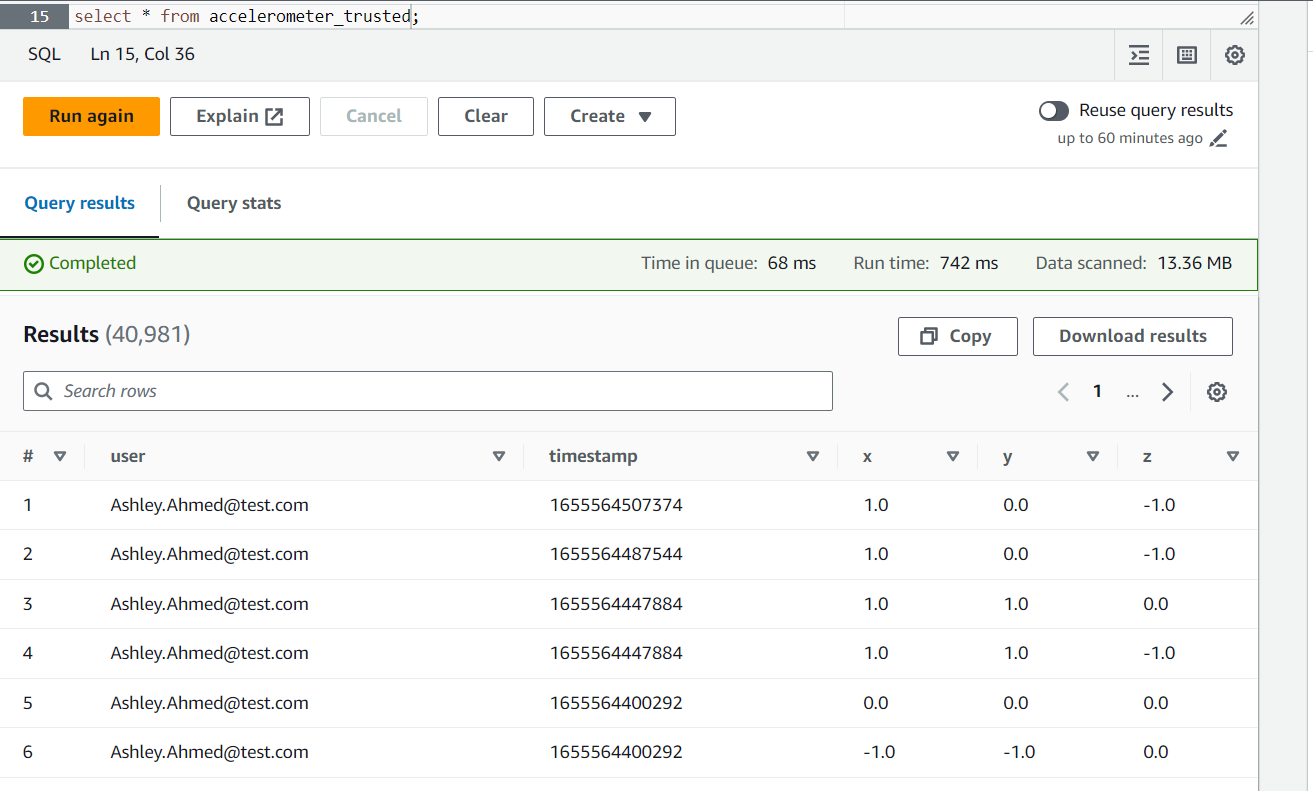 15 select * from accelerometer_trusted;
SQL Ln 15, Col 36
Run again Explain Cancel Clear Create Reuse query results
up to 60 minutes ago
Query results Query stats
Completed Time in queue: 68 ms Run time: 742 ms Data scanned: 13.36 MB
Results (40,981) Copy Download results
Search rows 1 ...
# user timestamp x y z
1 Ashley.Ahmed@test.com 1655564507374 1.0 0.0 -1.0
2 Ashley.Ahmed@test.com 1655564487544 1.0 0.0 -1.0
3 Ashley.Ahmed@test.com 1655564447884 1.0 1.0 0.0
4 Ashley.Ahmed@test.com 1655564447884 1.0 1.0 -1.0
5 Ashley.Ahmed@test.com 1655564400292 0.0 0.0 0.0
6 Ashley.Ahmed@test.com 1655564400292 -1.0 -1.0 0.0